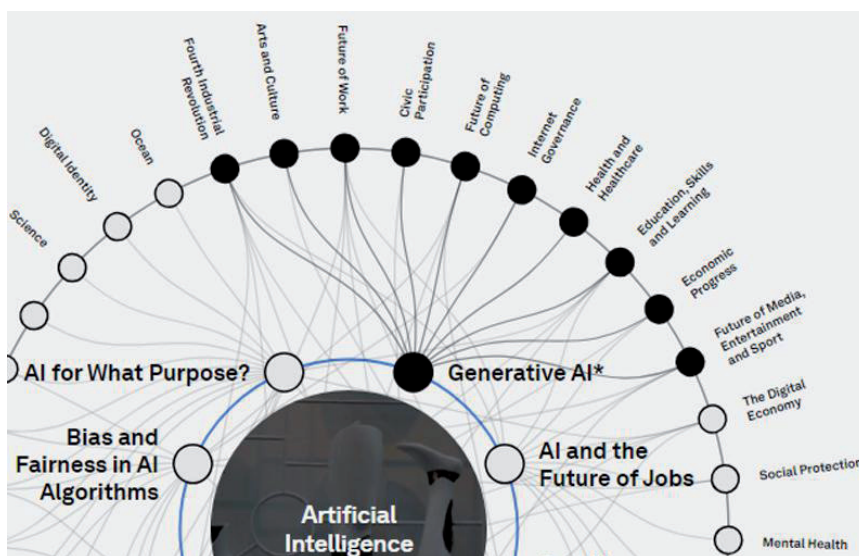 Fourth Industrial
Revolution
Arts and Culture
Future of Work
Civic
Participation
Future of
Computing
Internet
Governance
Health and
Healthcare
Education, Skills
and Learning
Economic
Progress
Future of Media,
Entertainment
and Sport
The Digital
Economy
Social Protection
Mental Health
Ocean
Digital Identity
Science
AI for What Purpose?
Generative AI*
Bias and
Fairness in AI
Algorithms
AI and the
Future of Jobs
Artificial
Intelligence